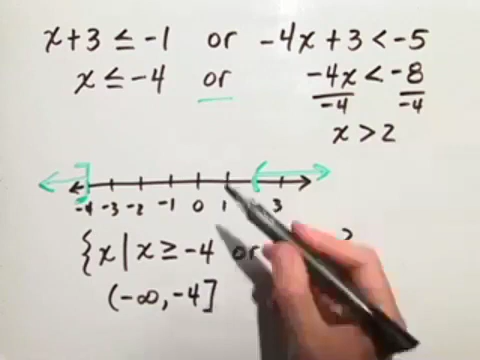 x+3 ≤ -1 or -4x+3 < -5
x ≤ -4 or -4x < -8
-4 -4
x > 2
-4 -3 -2 -1 0 1 3
{x | x ≥ -4 or
(-∞, -4]